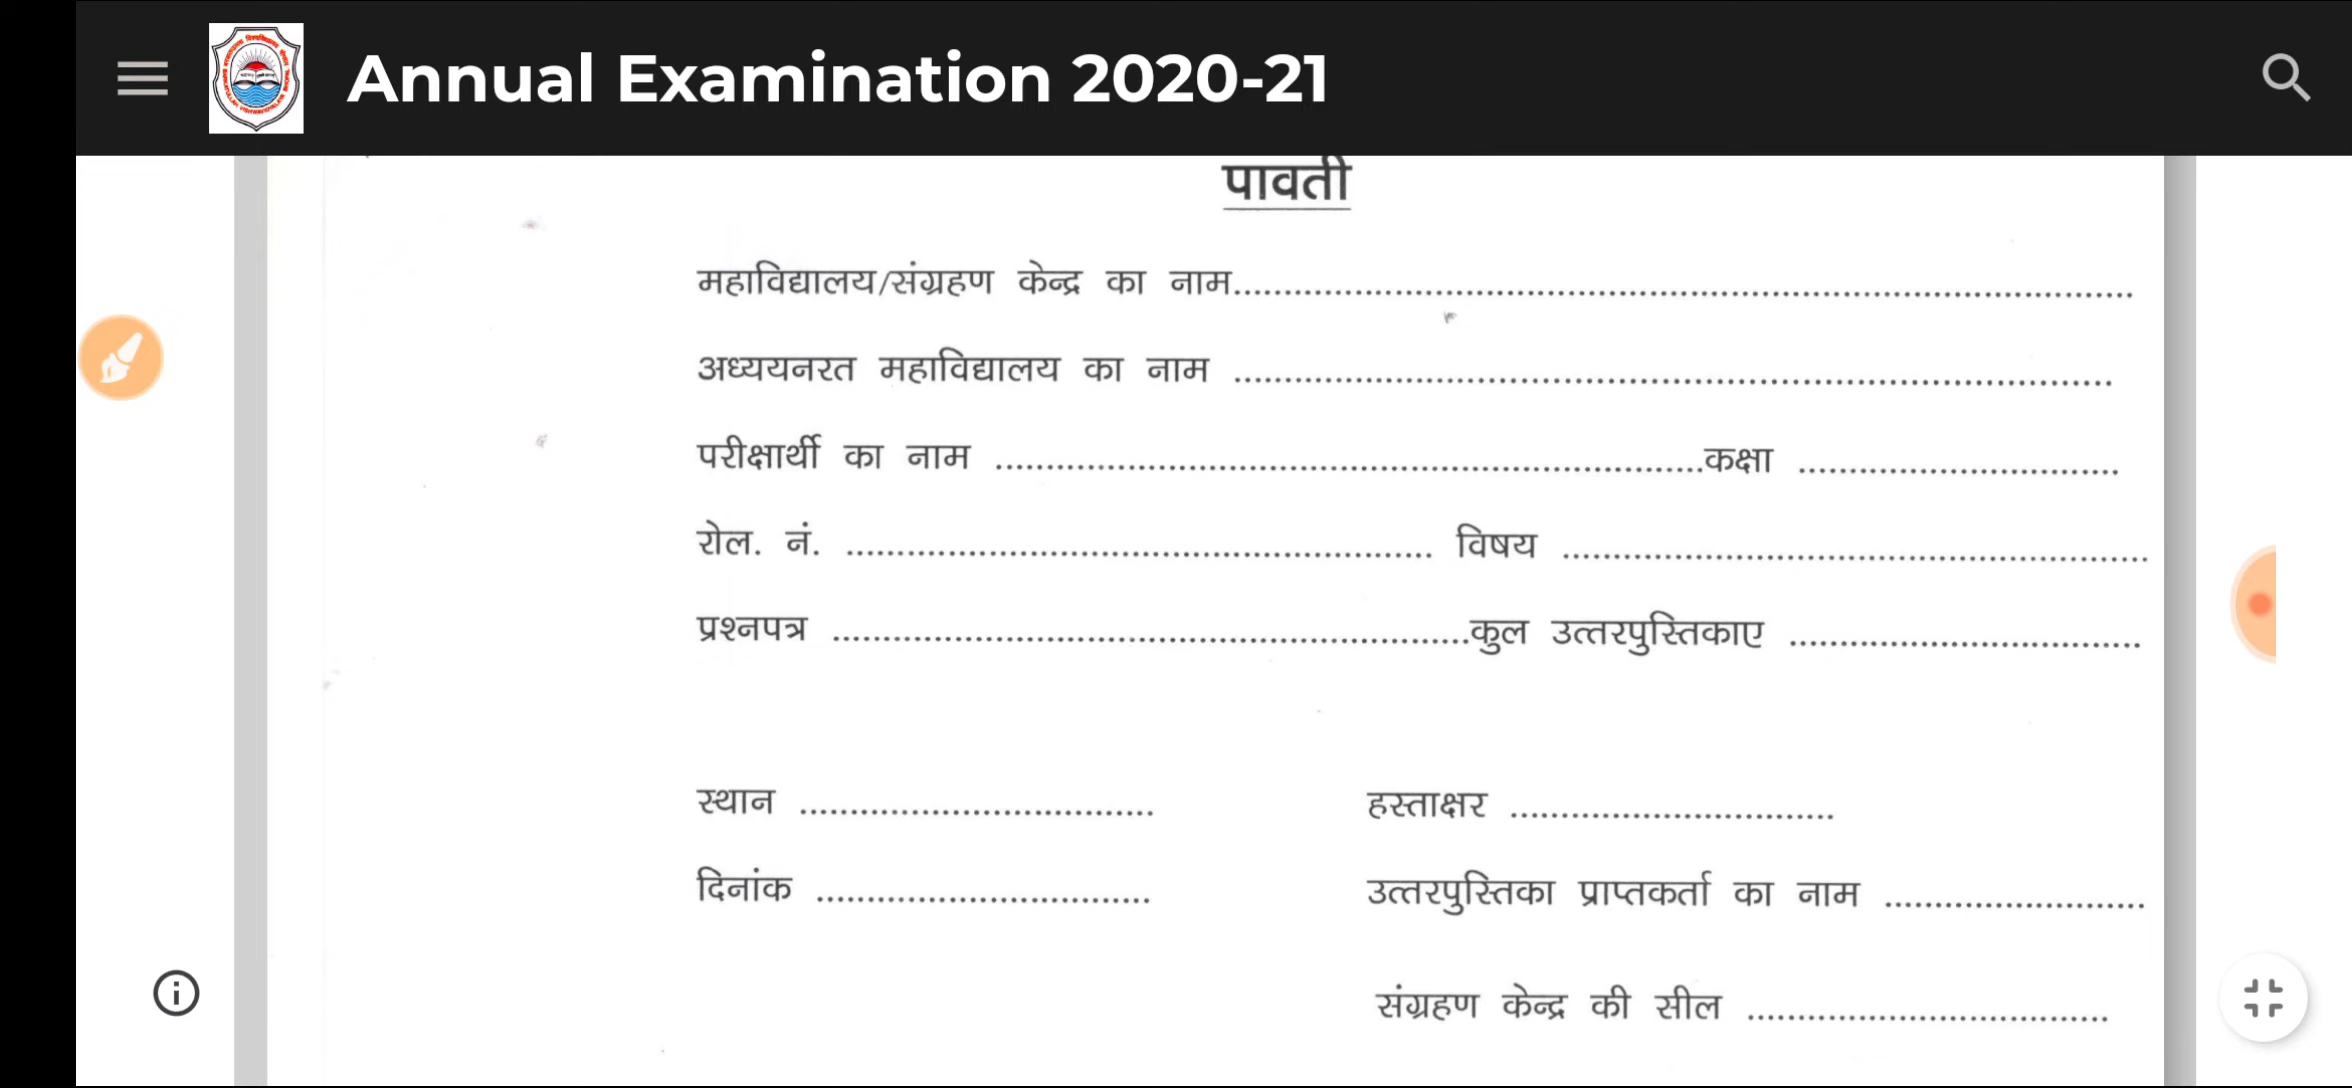 Annual Examination 2020-21
पावती
महाविद्यालय/संग्रहण केन्द्र का नाम..........................................................................................
अध्ययनरत महाविद्यालय का नाम ........................................................................................
परीक्षार्थी का नाम .......................................................................कक्षा ................................
रोल. नं. ........................................................... विषय ...........................................................
प्रश्नपत्र ................................................................कुल उत्तरपुस्तिकाए ...................................
स्थान ................................... हस्ताक्षर ................................
दिनांक ................................. उत्तरपुस्तिका प्राप्तकर्ता का नाम ..........................
संग्रहण केन्द्र की सील ....................................